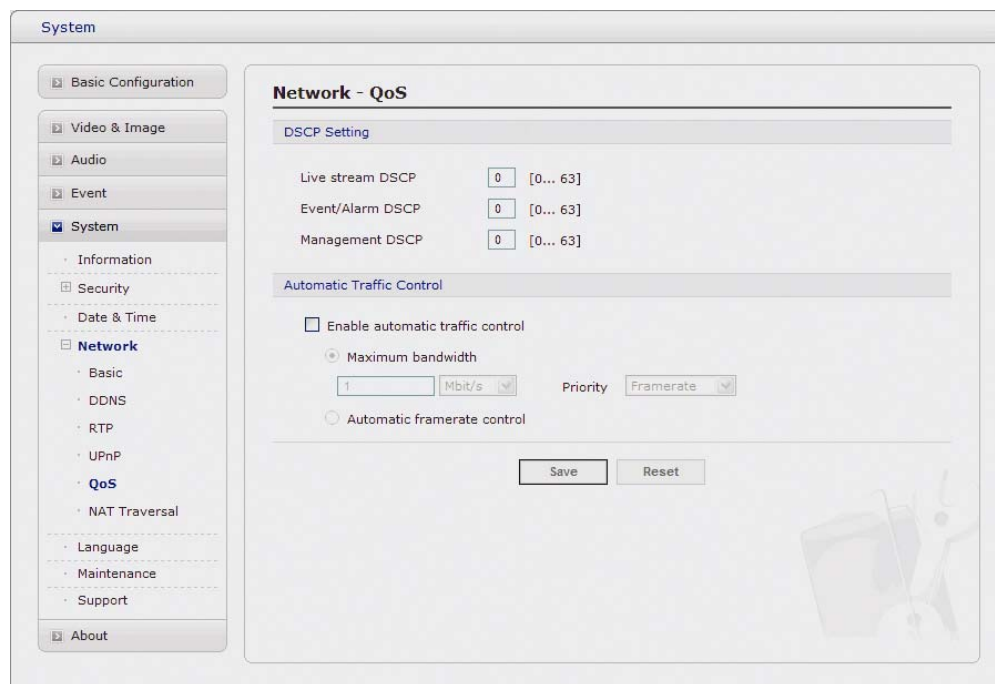 System
Basic Configuration
Video & Image
Audio
Event
System
Information
Security
Date & Time
Network
Basic
DDNS
RTP
UPnP
QoS
NAT Traversal
Language
Maintenance
Support
About
Network - QoS
DSCP Setting
Live stream DSCP 0 [0... 63]
Event/Alarm DSCP 0 [0... 63]
Management DSCP 0 [0... 63]
Automatic Traffic Control
Enable automatic traffic control
Maximum bandwidth
1 Mbit/s Priority Framerate
Automatic framerate control
Save Reset